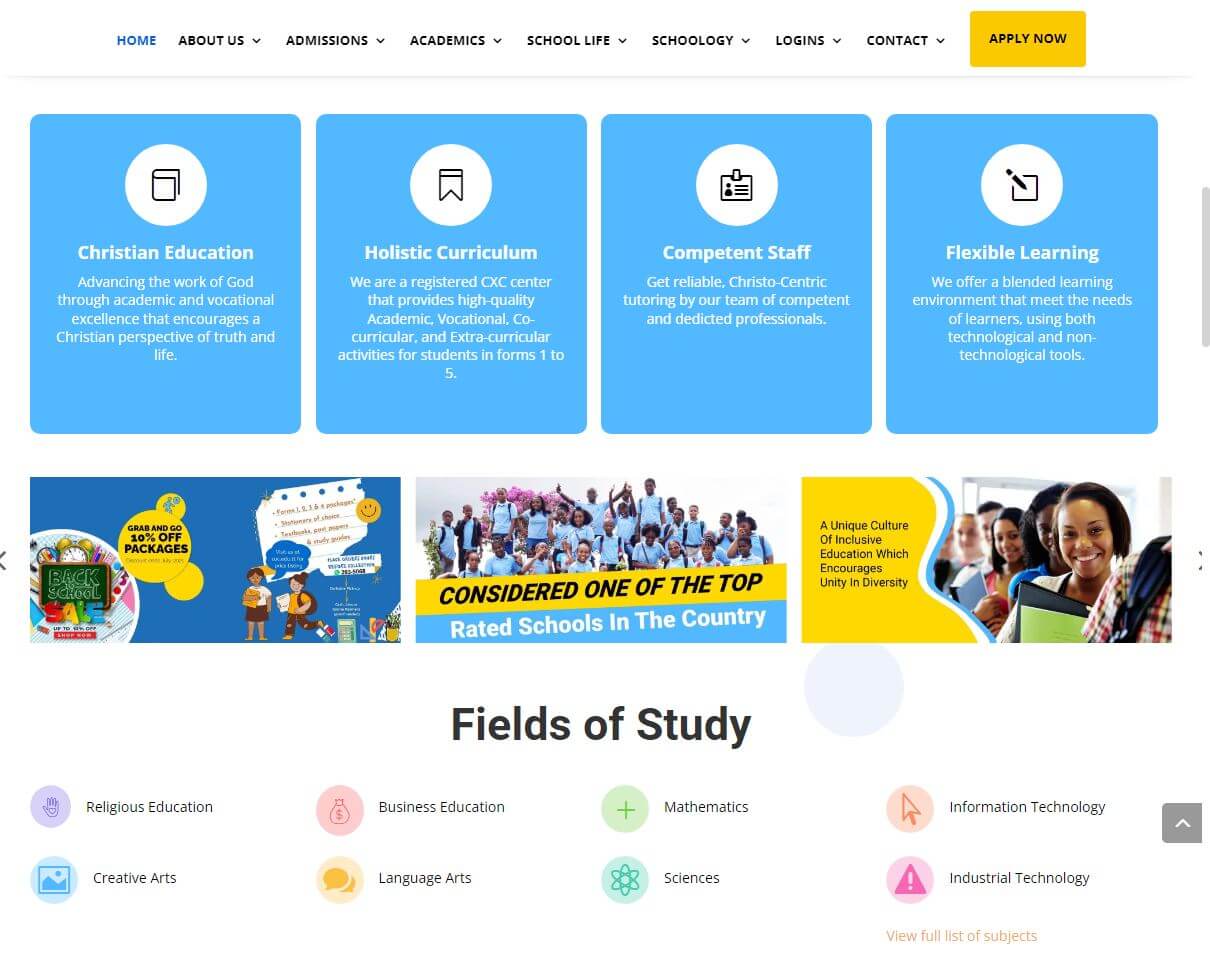 HOME ABOUT US ADMISSIONS ACADEMICS SCHOOL LIFE SCHOOLOGY LOGINS CONTACT APPLY NOW
Christian Education
Advancing the work of God
through academic and vocational
excellence that encourages a
Christian perspective of truth and
life.
Holistic Curriculum
We are a registered CXC center
that provides high-quality
Academic, Vocational, Co-
curricular, and Extra-curricular
activities for students in forms 1 to
5.
Competent Staff
Get reliable, Christo-Centric
tutoring by our team of competent
and dedicted professionals.
Flexible Learning
We offer a blended learning
environment that meet the needs
of learners, using both
technological and non-
technological tools.
GRAB AND GO
10% OFF
PACKAGES
BACK
SCHOOL
SALE
UP TO 10% OFF
SHOP NOW
• Forms 1, 2, 3 & 4 packages*
• Stationery of choice
• Textbooks, past papers
& study guides
Visit us at
CONSIDERED ONE OF THE TOP
Rated Schools In The Country
A Unique Culture
Of Inclusive
Education Which
Encourages
Unity In Diversity
Fields of Study
Religious Education
Business Education
Mathematics
Information Technology
Creative Arts
Language Arts
Sciences
Industrial Technology
View full list of subjects